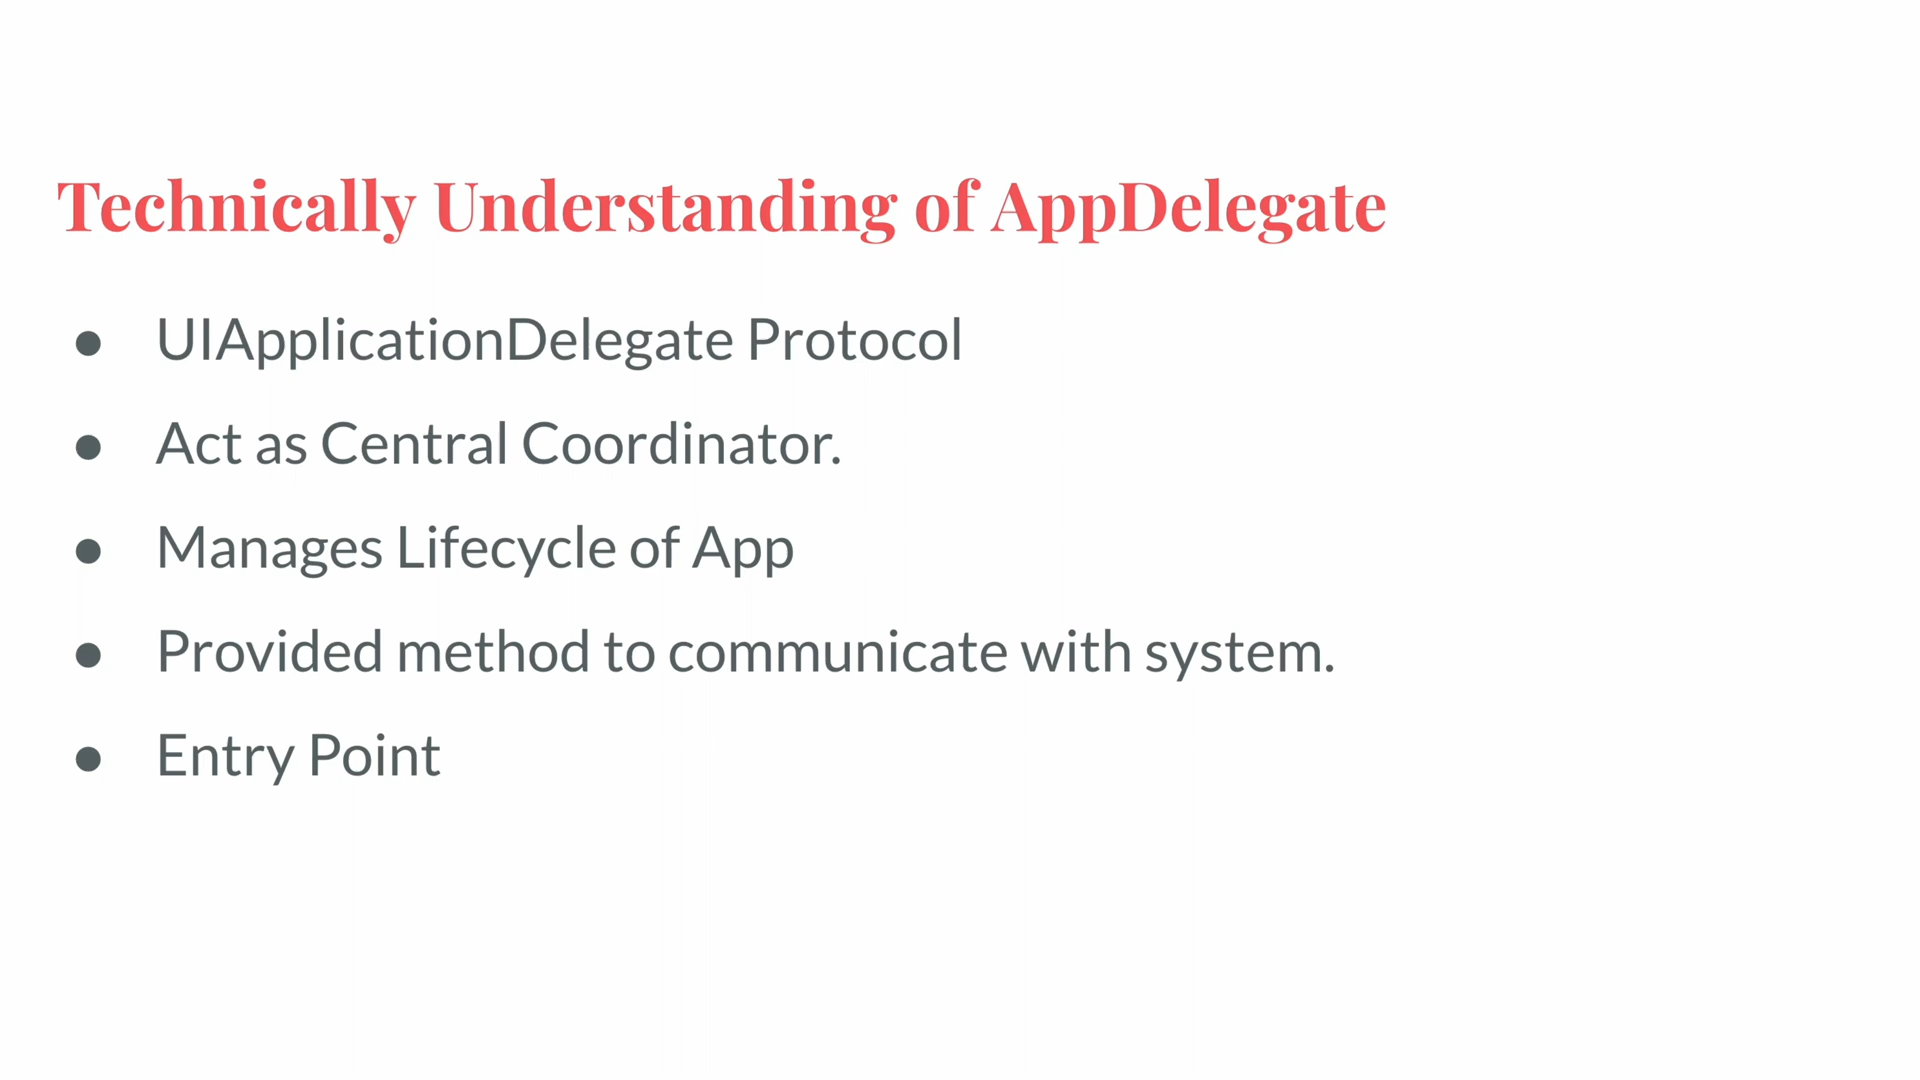 Technically Understanding of AppDelegate
● UIApplicationDelegate Protocol
● Act as Central Coordinator.
● Manages Lifecycle of App
● Provided method to communicate with system.
● Entry Point